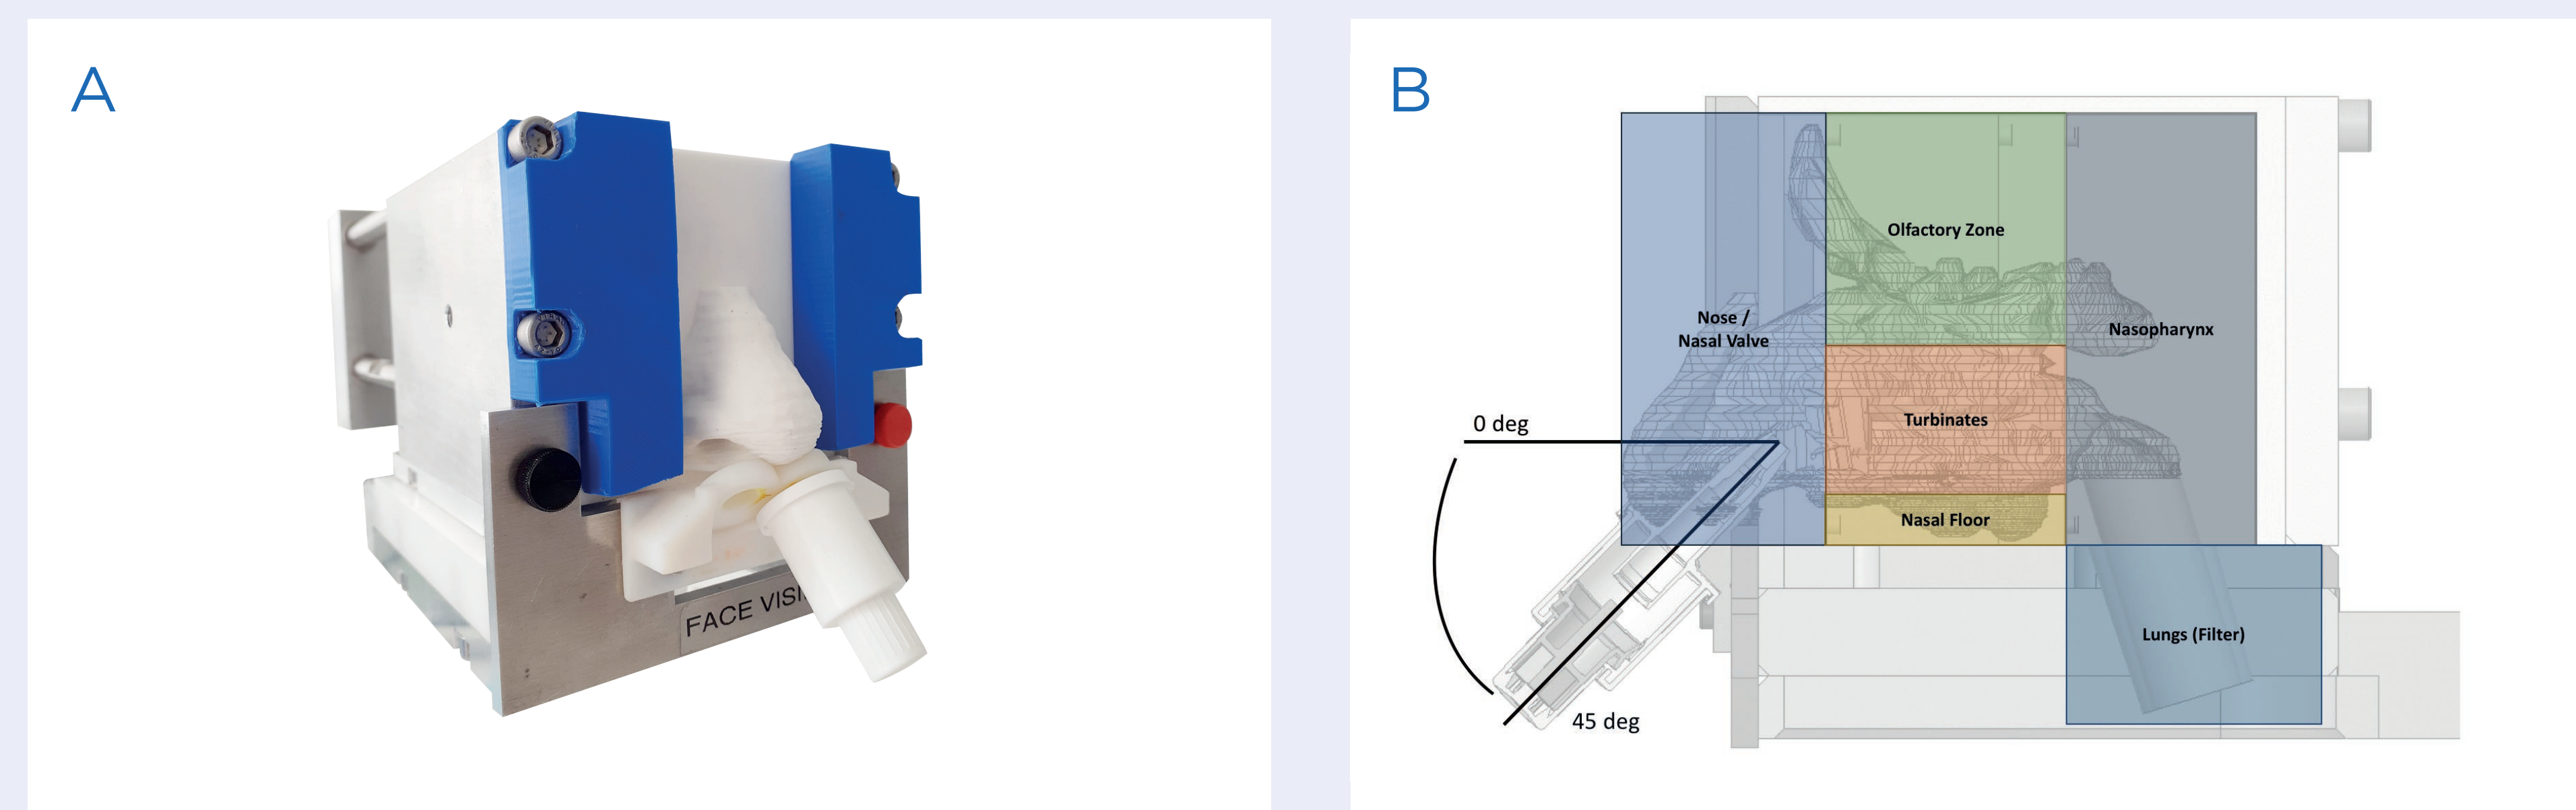 A
FACE VISI
B
Olfactory Zone
Nose /
Nasal Valve
Nasopharynx
0 deg
Turbinates
Nasal Floor
Lungs (Filter)
45 deg